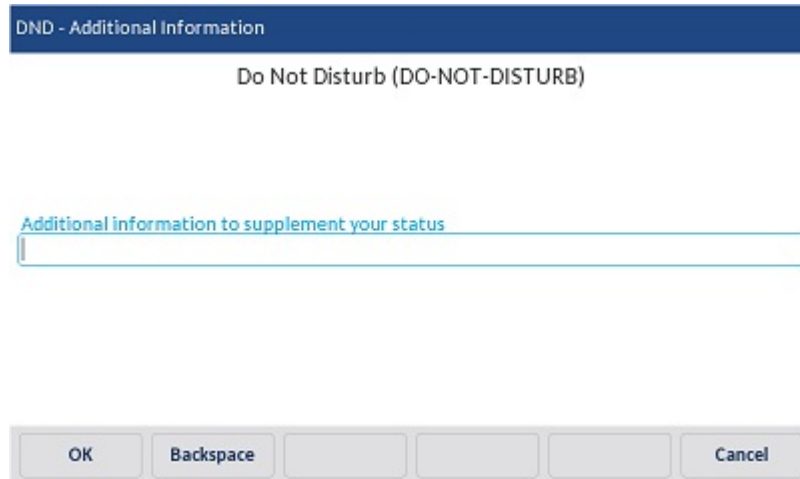 DND - Additional Information
Do Not Disturb (DO-NOT-DISTURB)
Additional information to supplement your status
OK Backspace Cancel